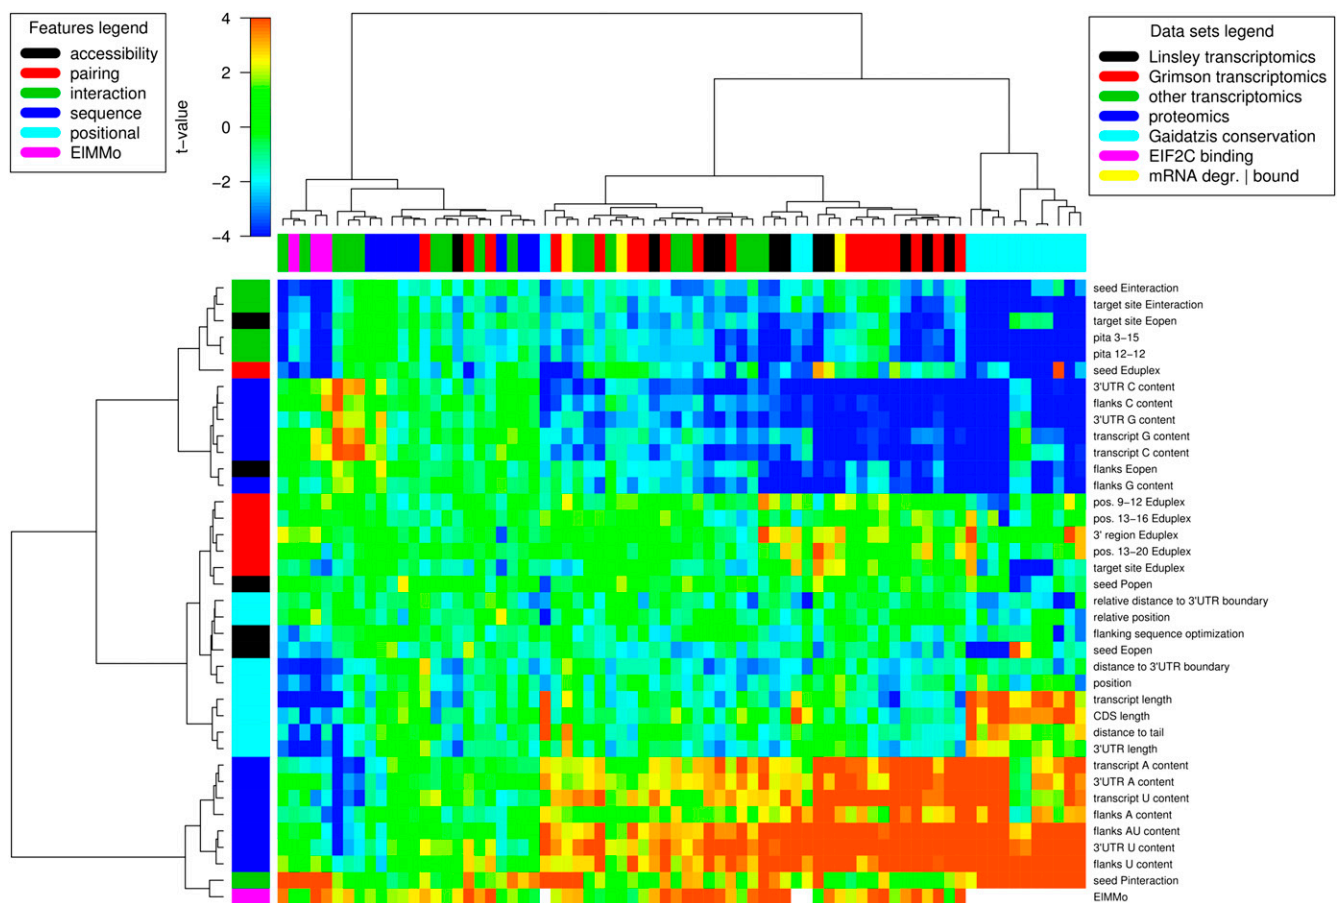 Features legend
accessibility
pairing
interaction
sequence
positional
EIMMo
4
2
0
−2
−4
t−value
Data sets legend
Linsley transcriptomics
Grimson transcriptomics
other transcriptomics
proteomics
Gaidatzis conservation
EIF2C binding
mRNA degr. | bound
seed Einteraction
target site Einteraction
target site Eopen
pita 3−15
pita 12−12
seed Eduplex
3'UTR C content
flanks C content
3'UTR G content
transcript G content
transcript C content
flanks Eopen
flanks G content
pos. 9−12 Eduplex
pos. 13−16 Eduplex
3' region Eduplex
pos. 13−20 Eduplex
target site Eduplex
seed Popen
relative distance to 3'UTR boundary
relative position
flanking sequence optimization
seed Eopen
distance to 3'UTR boundary
position
transcript length
CDS length
distance to tail
3'UTR length
transcript A content
3'UTR A content
transcript U content
flanks A content
flanks AU content
3'UTR U content
flanks U content
seed Pinteraction
EIMMo